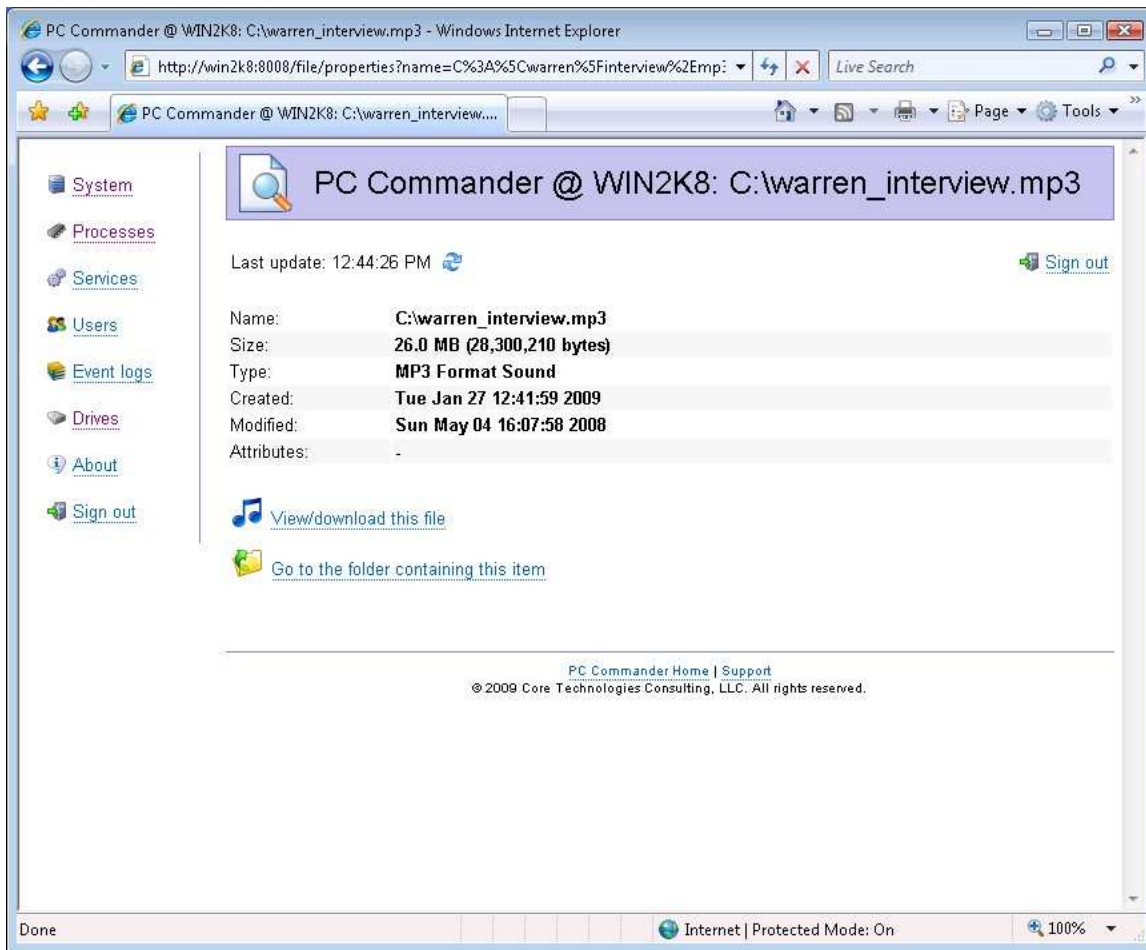 PC Commander @ WIN2K8: C:\warren_interview.mp3 - Windows Internet Explorer
http://win2k8:8008/file/properties?name=C%3A%5Cwarren%5Finterview%2Emp3
Live Search
PC Commander @ WIN2K8: C:\warren_interview....
Page
Tools
System
Processes
Services
Users
Event logs
Drives
About
Sign out
PC Commander @ WIN2K8: C:\warren_interview.mp3
Last update: 12:44:26 PM
Sign out
Name: C:\warren_interview.mp3
Size: 26.0 MB (28,300,210 bytes)
Type: MP3 Format Sound
Created: Tue Jan 27 12:41:59 2009
Modified: Sun May 04 16:07:58 2008
Attributes: -
View/download this file
Go to the folder containing this item
PC Commander Home | Support
© 2009 Core Technologies Consulting, LLC. All rights reserved.
Done
Internet | Protected Mode: On
100%